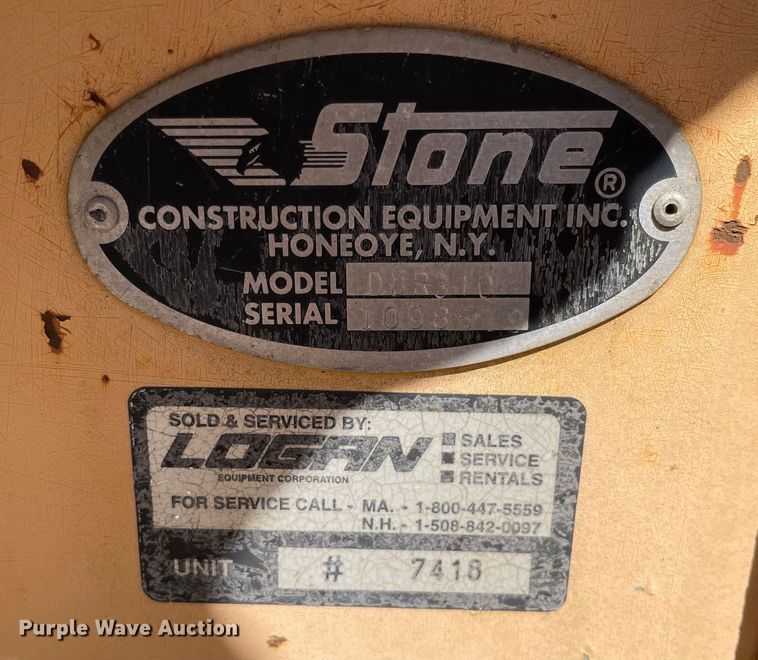 Stone®
CONSTRUCTION EQUIPMENT INC.
HONEOYE, N.Y.
MODEL
SERIAL
SOLD & SERVICED BY:
LOGAN
EQUIPMENT CORPORATION
SALES
SERVICE
RENTALS
FOR SERVICE CALL - MA. - 1-800-447-5559
N.H. - 1-508-842-0097
UNIT # 7418
Purple Wave Auction